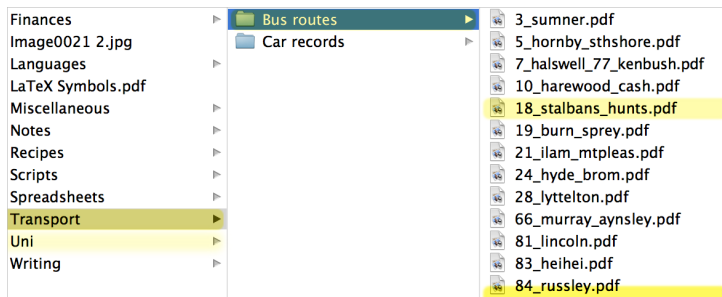 Finances
Image0021 2.jpg
Languages
LaTeX Symbols.pdf
Miscellaneous
Notes
Recipes
Scripts
Spreadsheets
Transport
Uni
Writing
Bus routes
Car records
3_sumner.pdf
5_hornby_sthshore.pdf
7_halswell_77_kenbush.pdf
10_harewood_cash.pdf
18_stalbans_hunts.pdf
19_burn_sprey.pdf
21_ilam_mtpleas.pdf
24_hyde_brom.pdf
28_lyttelton.pdf
66_murray_aynsley.pdf
81_lincoln.pdf
83_heihei.pdf
84_russley.pdf